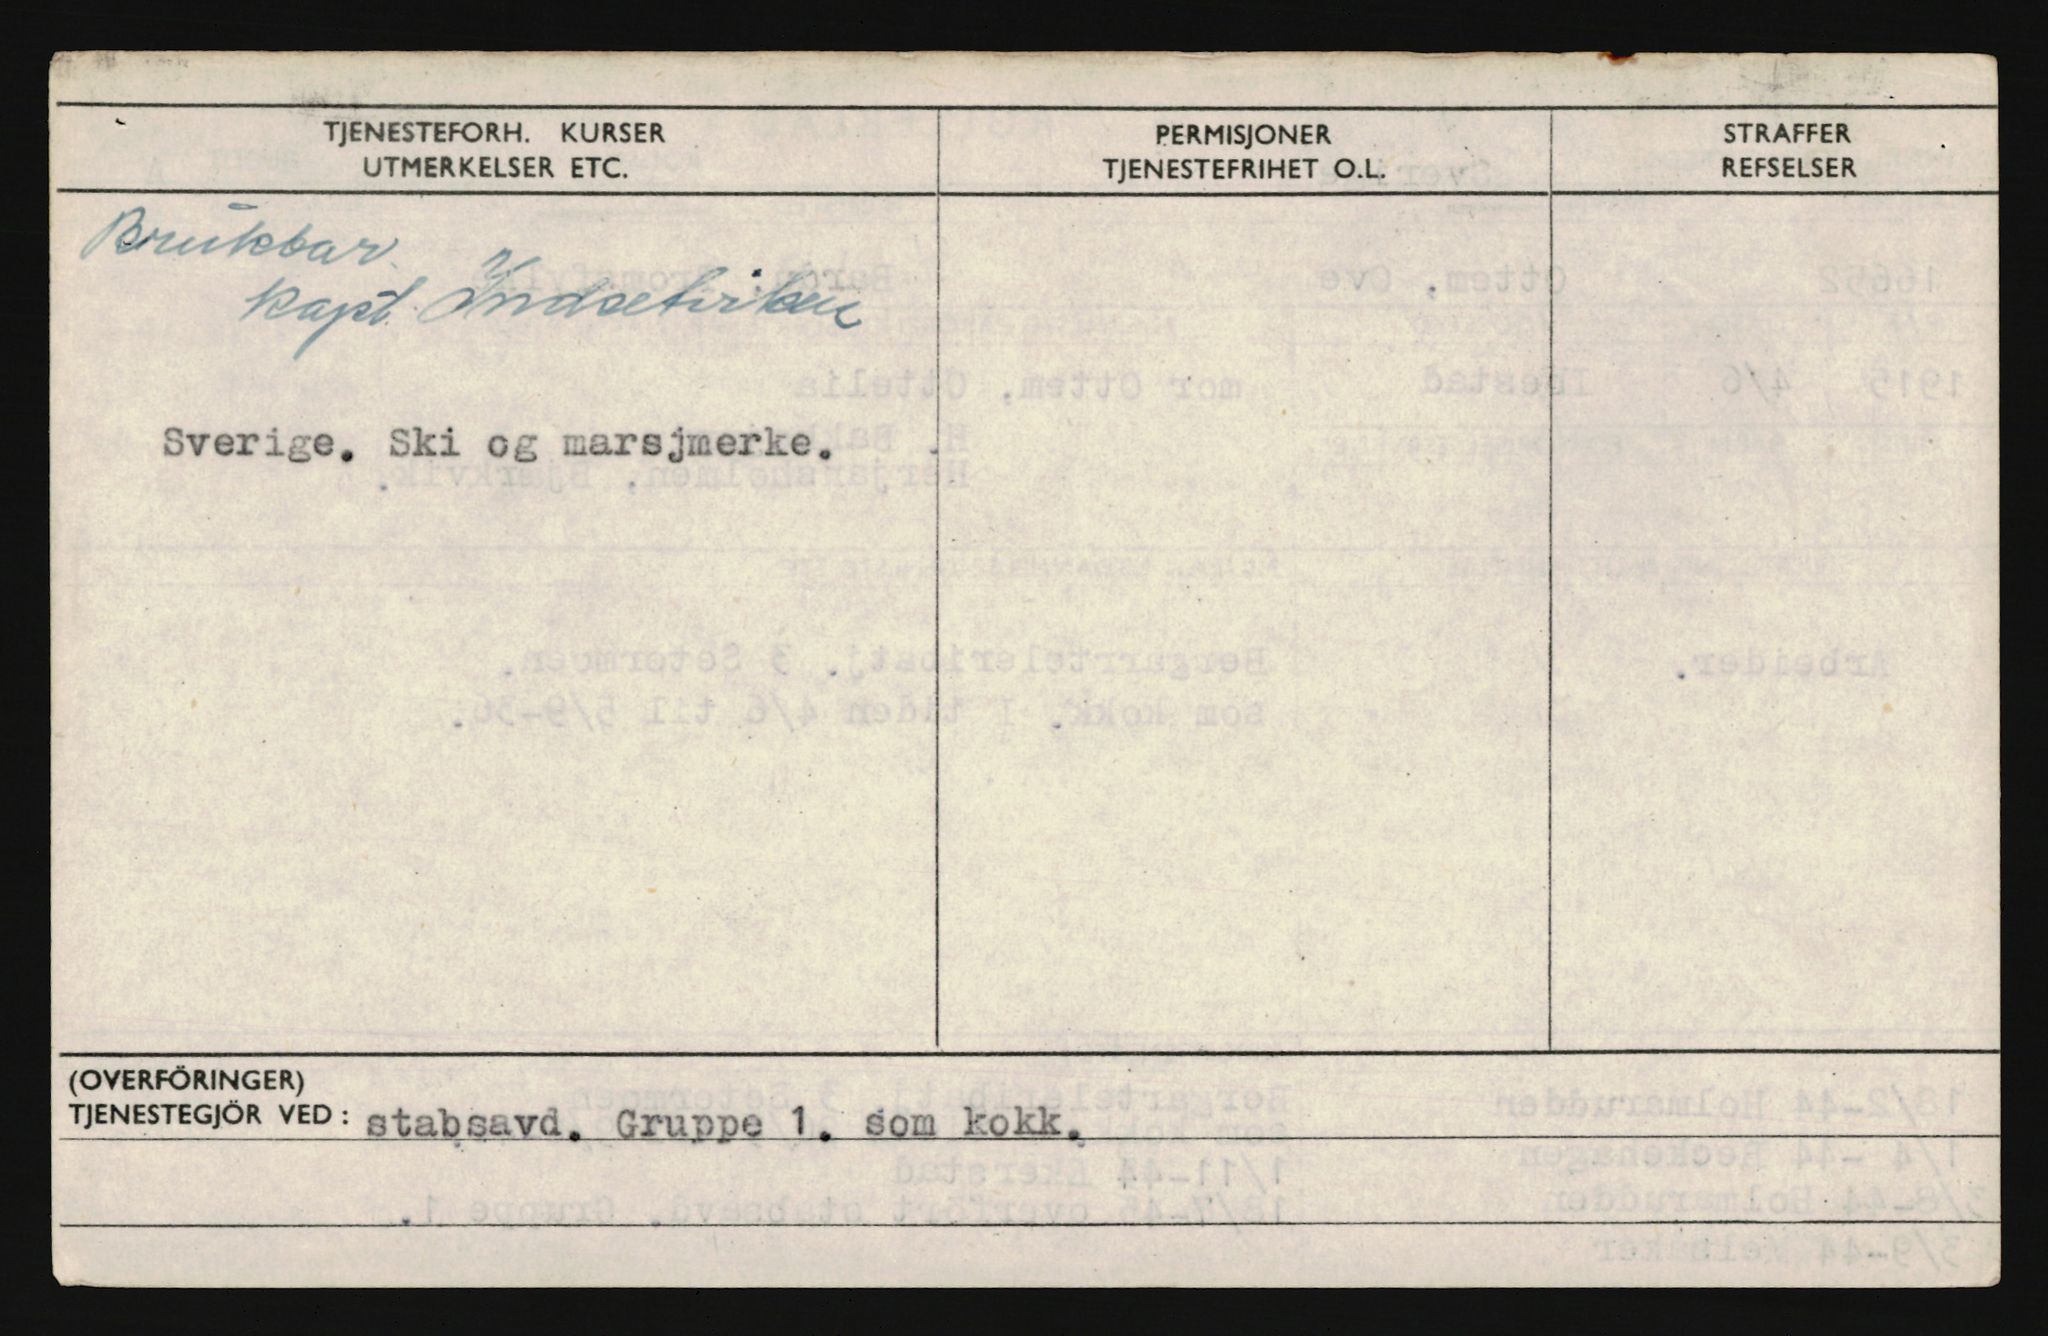 TJENESTEFORH. KURSER
UTMERKELSER ETC.
PERMISJONER
TJENESTEFRIHET O.L.
STRAFFER
REFSELSER
Brukbar
Kapt.
Sverige. Ski og marsjmerke.
(OVERFÖRINGER)
TJENESTEGJÖR VED: stabsavd. Gruppe 1. som kokk.